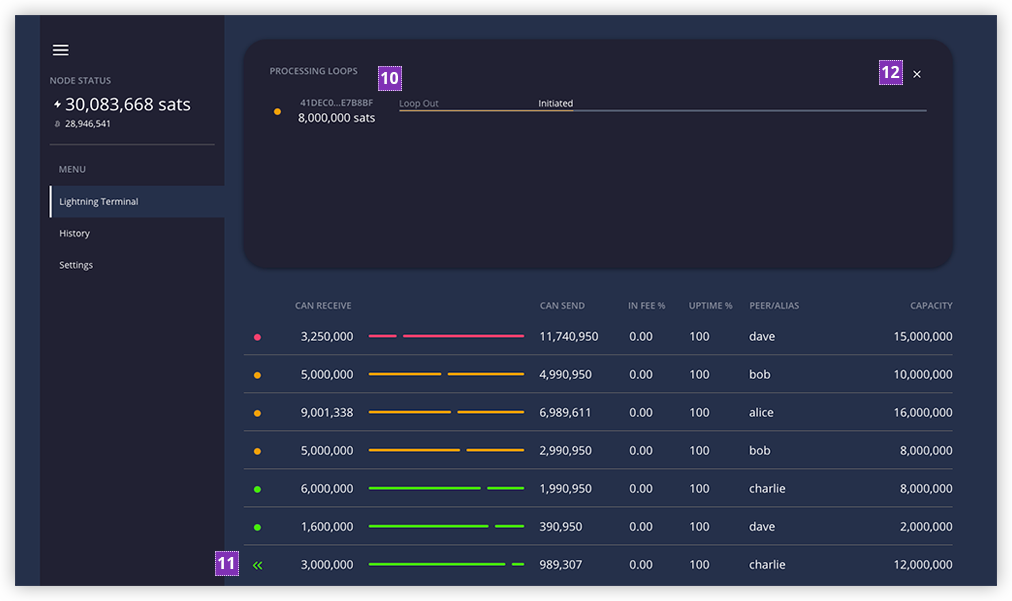 NODE STATUS
30,083,668 sats
28,946,541
MENU
Lightning Terminal
History
Settings
PROCESSING LOOPS
10
12
41DEC0...E7B8BF
8,000,000 sats
Loop Out
Initiated
CAN RECEIVE CAN SEND IN FEE % UPTIME % PEER/ALIAS CAPACITY
3,250,000 11,740,950 0.00 100 dave 15,000,000
5,000,000 4,990,950 0.00 100 bob 10,000,000
9,001,338 6,989,611 0.00 100 alice 16,000,000
5,000,000 2,990,950 0.00 100 bob 8,000,000
6,000,000 1,990,950 0.00 100 charlie 8,000,000
1,600,000 390,950 0.00 100 dave 2,000,000
11 3,000,000 989,307 0.00 100 charlie 12,000,000